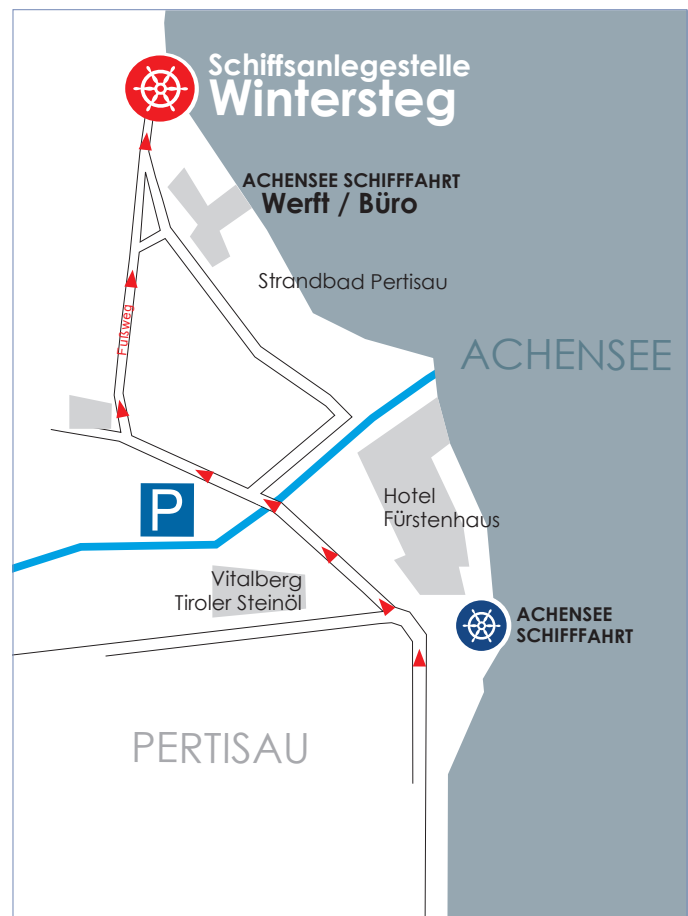 Schiffsanlegestelle
Wintersteg
ACHENSEE SCHIFFFAHRT
Werft / Büro
Strandbad Pertisau
Fußweg
ACHENSEE
P
Hotel
Fürstenhaus
Vitalberg
Tiroler Steinöl
ACHENSEE
SCHIFFFAHRT
PERTISAU